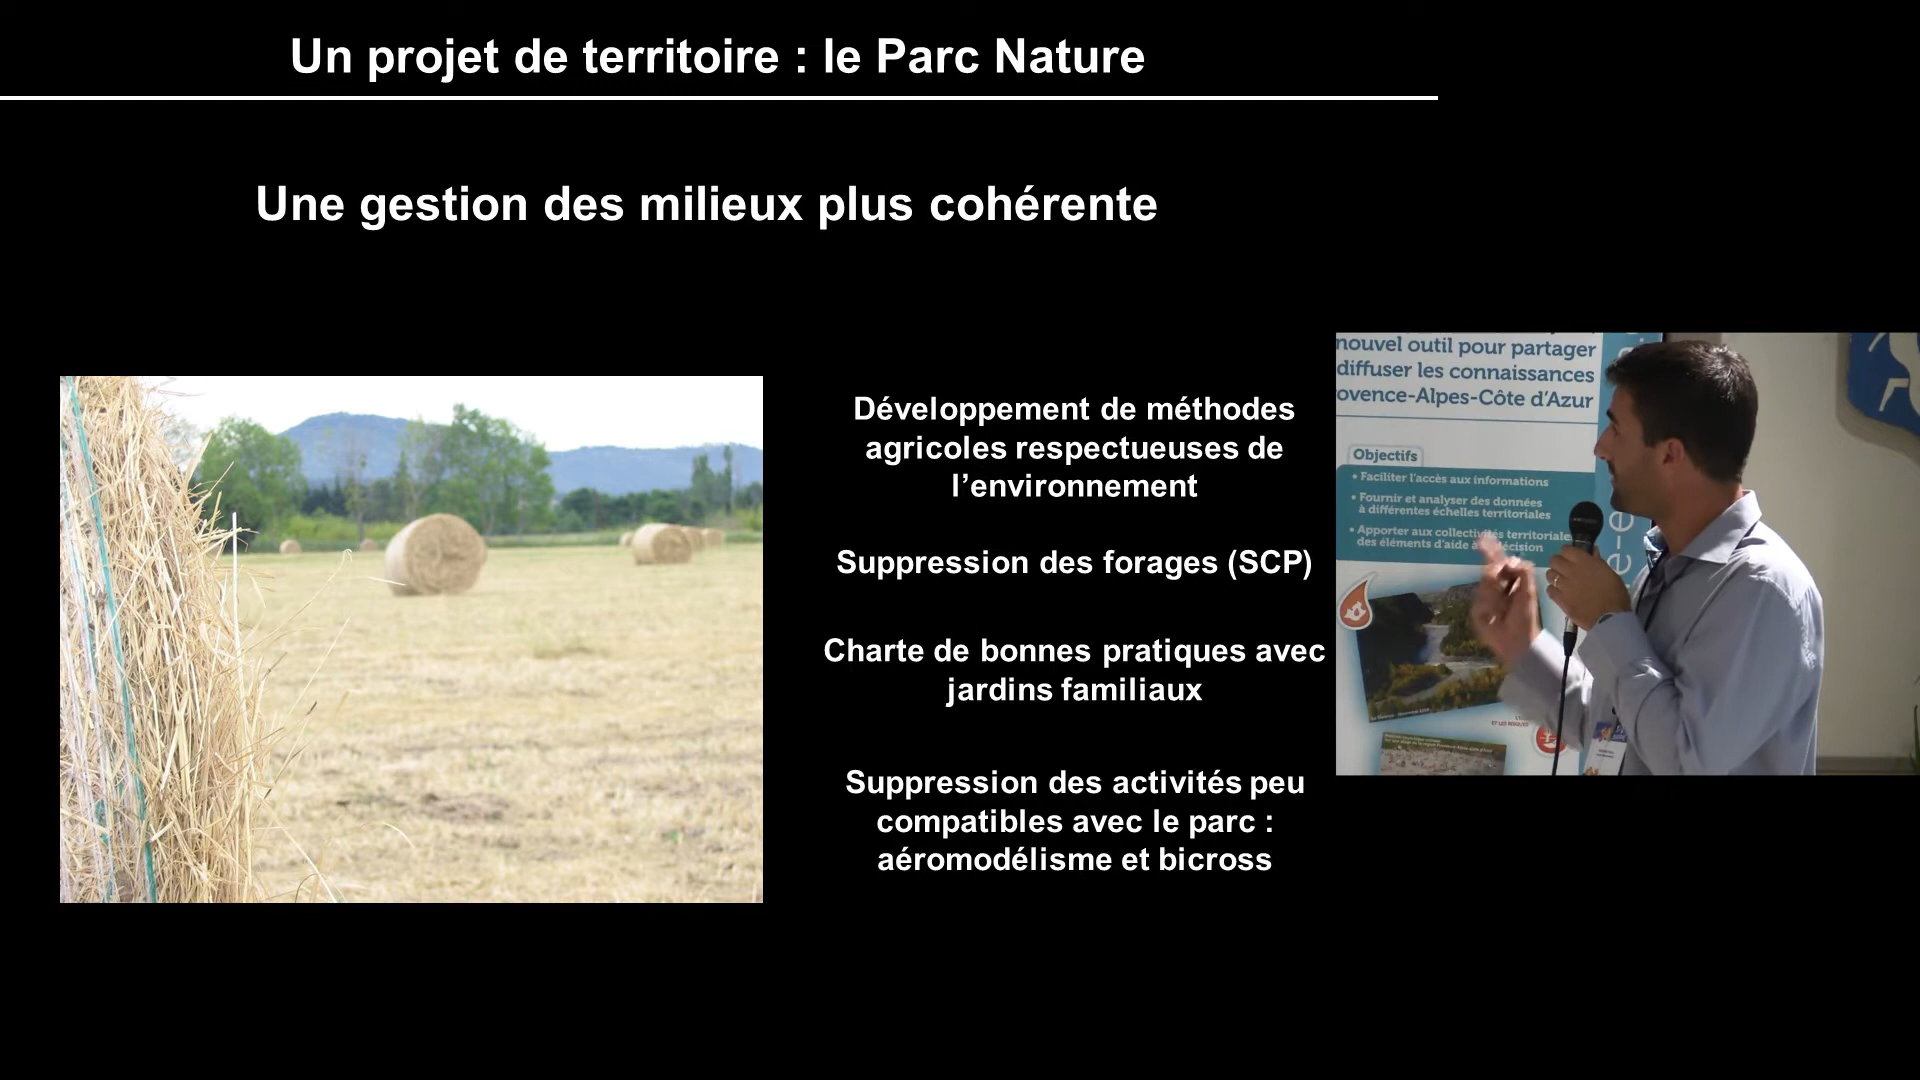 Un projet de territoire : le Parc Nature
Une gestion des milieux plus cohérente
Développement de méthodes
agricoles respectueuses de
l’environnement
Suppression des forages (SCP)
Charte de bonnes pratiques avec
jardins familiaux
Suppression des activités peu
compatibles avec le parc :
aéromodélisme et bicross
nouvel outil pour partager
diffuser les connaissances
ovence-Alpes-Côte d'Azur
Objectifs
• Faciliter l'accès aux informations
• Fournir et analyser des données
à différentes échelles territoriales
• Apporter aux collectivités territoriale
des éléments d'aide à décision